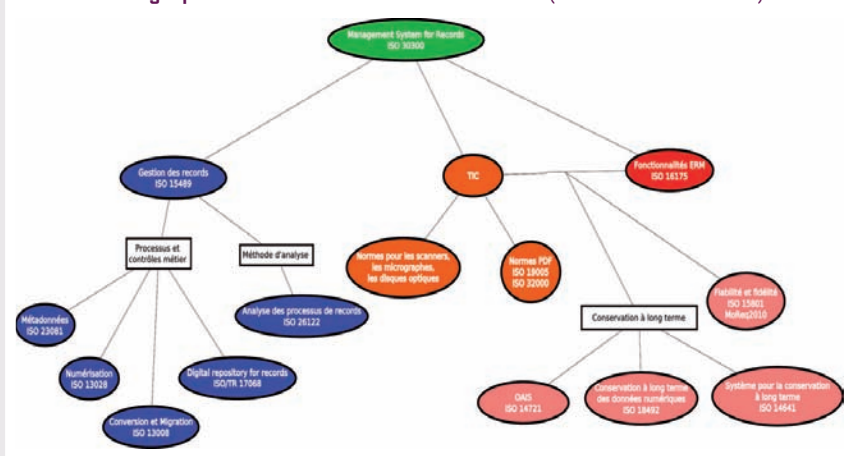 Management System for Records
ISO 30300
Gestion des records
ISO 15489
TIC
Fonctionnalités ERM
ISO 16175
Processus et
contrôles métier
Méthode d'analyse
Normes pour les scanners,
les micrographes,
les disques optiques
Normes PDF
ISO 19005
ISO 32000
Fiabilité et fidélité
ISO 15801
MoReq2010
Métadonnées
ISO 23081
Analyse des processus de records
ISO 26122
Conservation à long terme
Numérisation
ISO 13028
Digital repository for records
ISO/TR 17068
Conversion et Migration
ISO 13008
OAIS
ISO 14721
Conservation à long terme
des données numériques
ISO 18492
Système pour la conservation
à long terme
ISO 14641